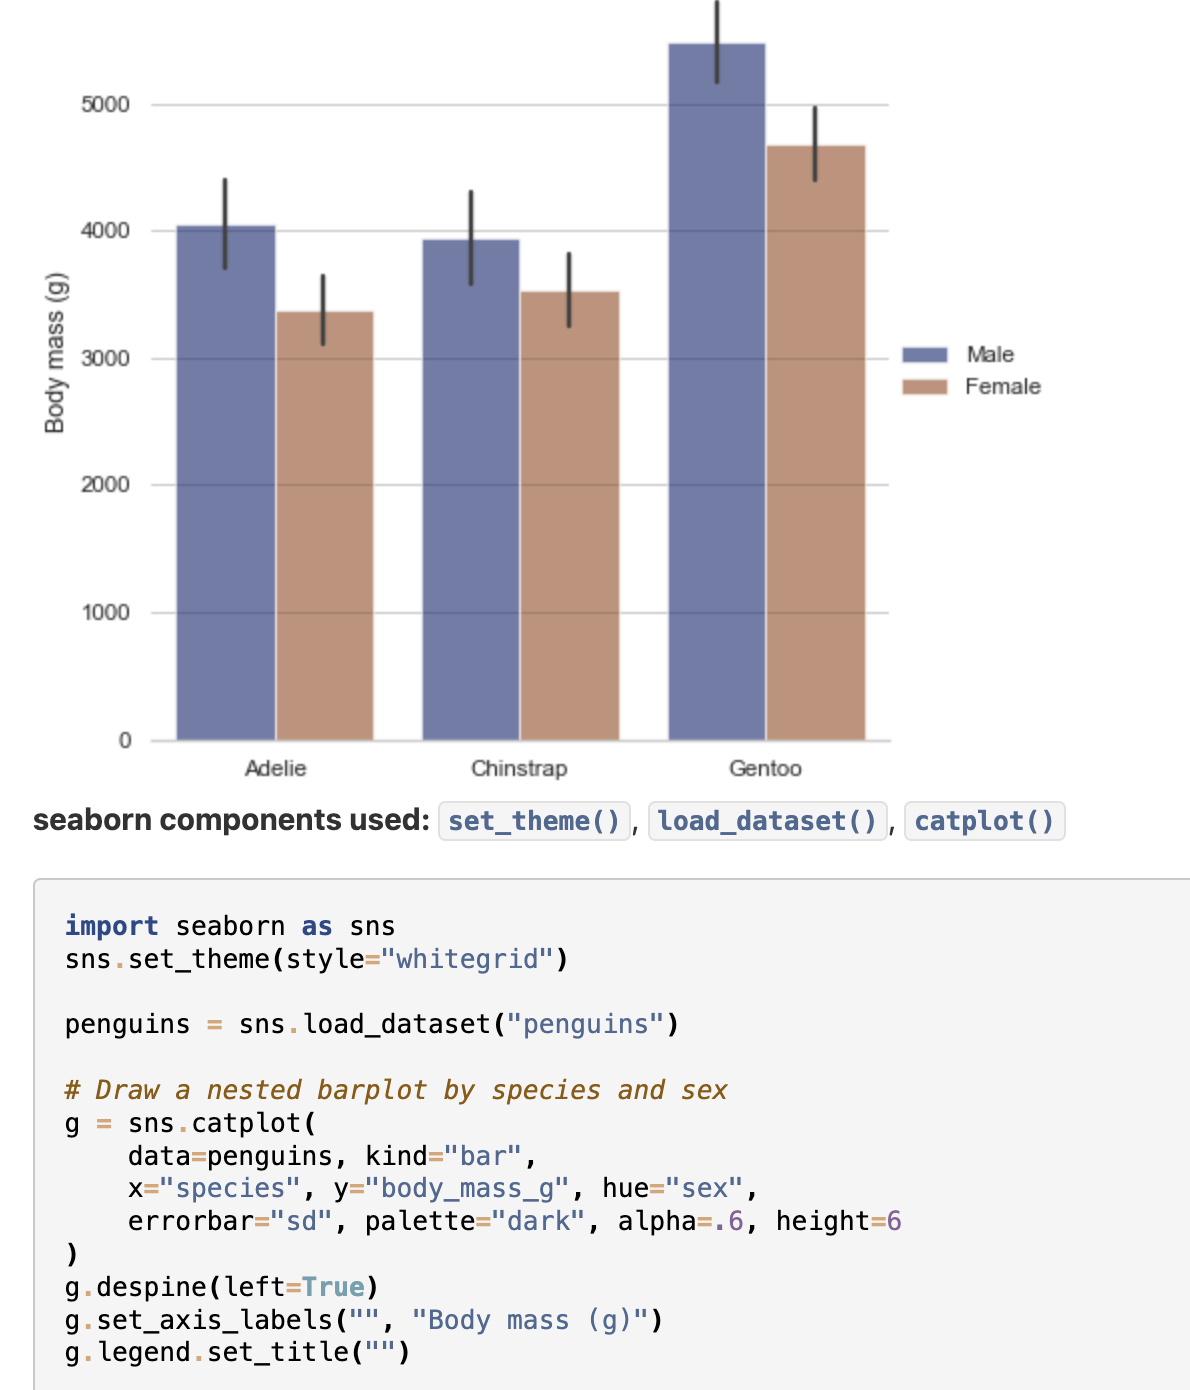 5000
4000
3000
2000
1000
0
Body mass (g)
Male
Female
Adelie Chinstrap Gentoo
seaborn components used: set_theme(), load_dataset(), catplot()
import seaborn as sns
sns.set_theme(style="whitegrid")
penguins = sns.load_dataset("penguins")
# Draw a nested barplot by species and sex
g = sns.catplot(
    data=penguins, kind="bar",
    x="species", y="body_mass_g", hue="sex",
    errorbar="sd", palette="dark", alpha=.6, height=6
)
g.despine(left=True)
g.set_axis_labels("", "Body mass (g)")
g.legend.set_title("")